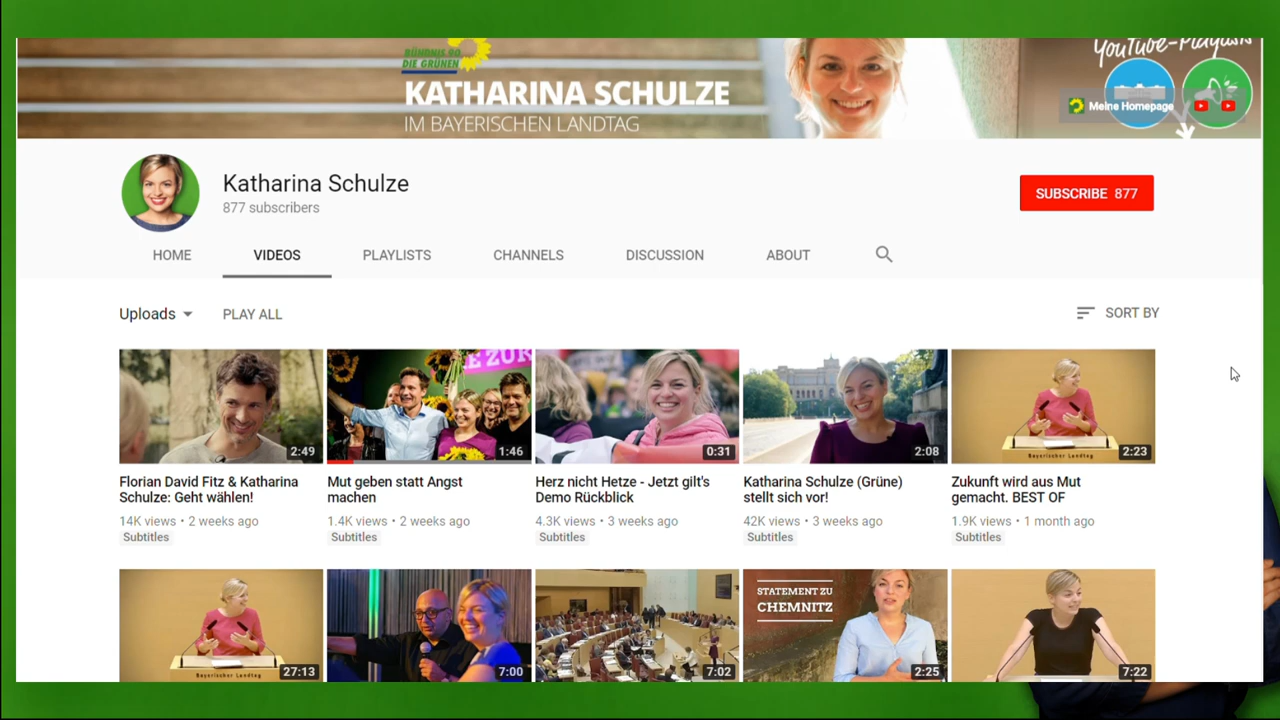 BÜNDNIS 90
DIE GRÜNEN
KATHARINA SCHULZE
IM BAYERISCHEN LANDTAG
YouTube-Playlists
Meine Homepage
Katharina Schulze
877 subscribers
SUBSCRIBE 877
HOME VIDEOS PLAYLISTS CHANNELS DISCUSSION ABOUT
Uploads PLAY ALL SORT BY
E ZUK
Bayerischer Landtag
2:49 1:46 0:31 2:08 2:23
Florian David Fitz & Katharina
Schulze: Geht wählen!
14K views • 2 weeks ago
Subtitles
Mut geben statt Angst
machen
1.4K views • 2 weeks ago
Subtitles
Herz nicht Hetze - Jetzt gilt's
Demo Rückblick
4.3K views • 3 weeks ago
Subtitles
Katharina Schulze (Grüne)
stellt sich vor!
42K views • 3 weeks ago
Subtitles
Zukunft wird aus Mut
gemacht. BEST OF
1.9K views • 1 month ago
Subtitles
STATEMENT ZU
CHEMNITZ
Bayerischer Landtag
27:13 7:00 7:02 2:25 7:22